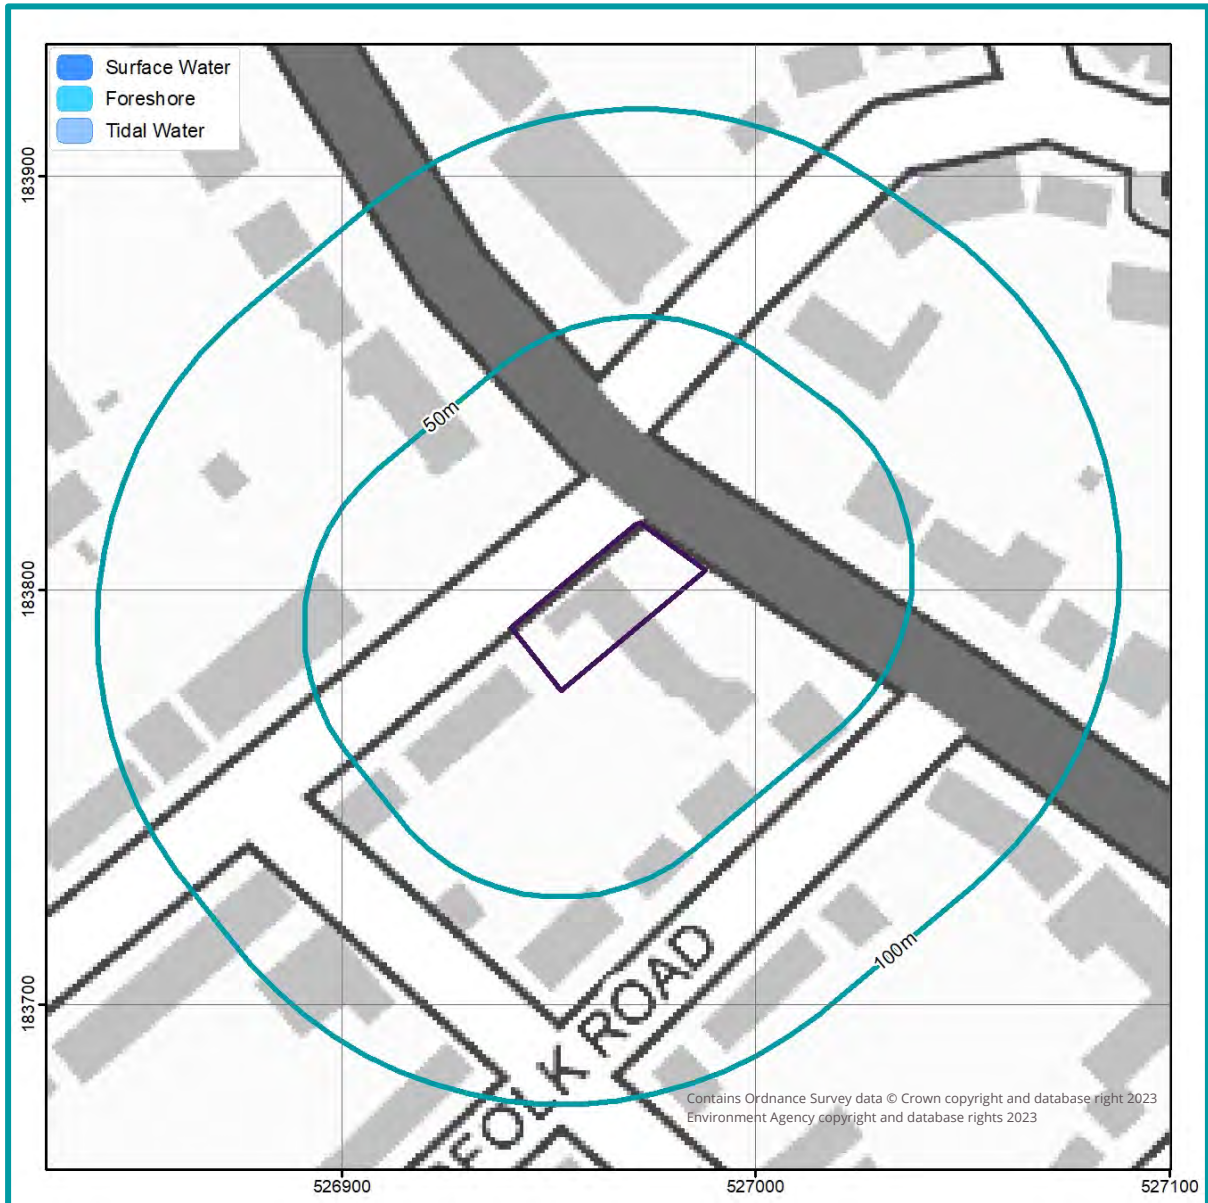 Surface Water
Foreshore
Tidal Water
183900
50m
183800
100m
183700
FOLK ROAD
Contains Ordnance Survey data © Crown copyright and database right 2023
Environment Agency copyright and database rights 2023
526900
527000
527100